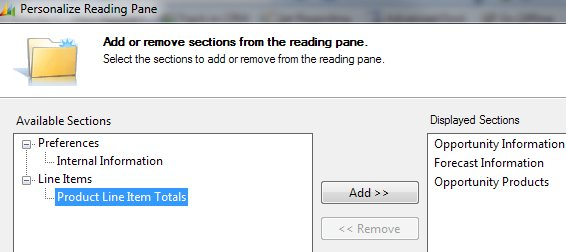 Personalize Reading Pane
Add or remove sections from the reading pane.
Select the sections to add or remove from the reading pane.
Available Sections
Preferences
Internal Information
Line Items
Product Line Item Totals
Add >>
<< Remove
Displayed Sections
Opportunity Information
Forecast Information
Opportunity Products